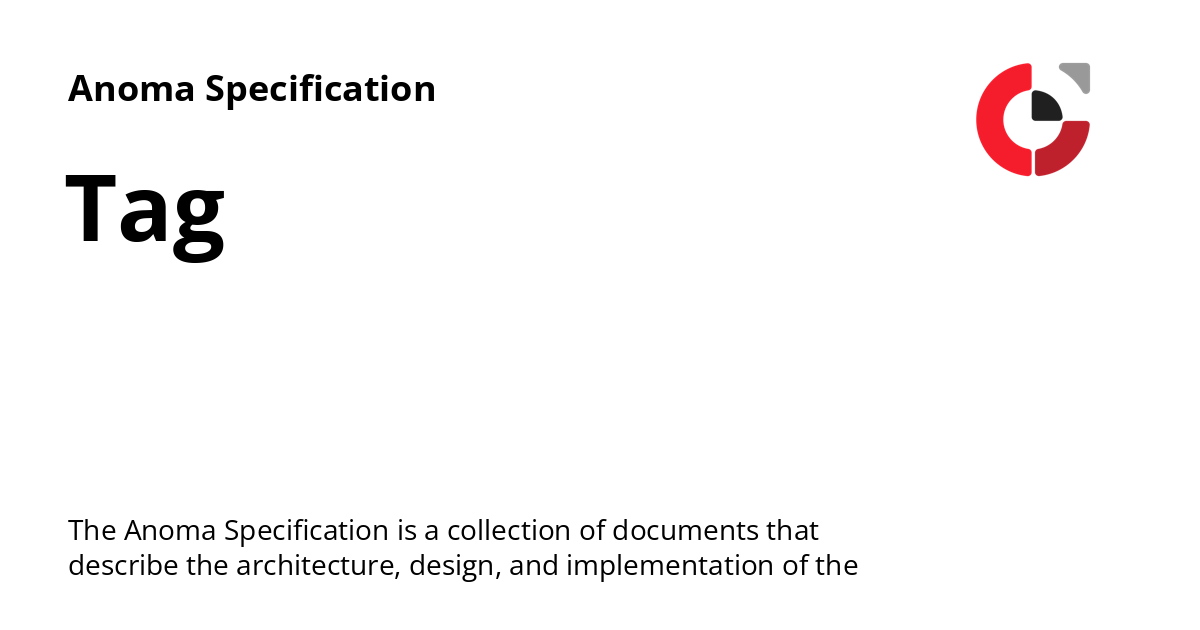 Anoma Specification
Tag
The Anoma Specification is a collection of documents that
describe the architecture, design, and implementation of the